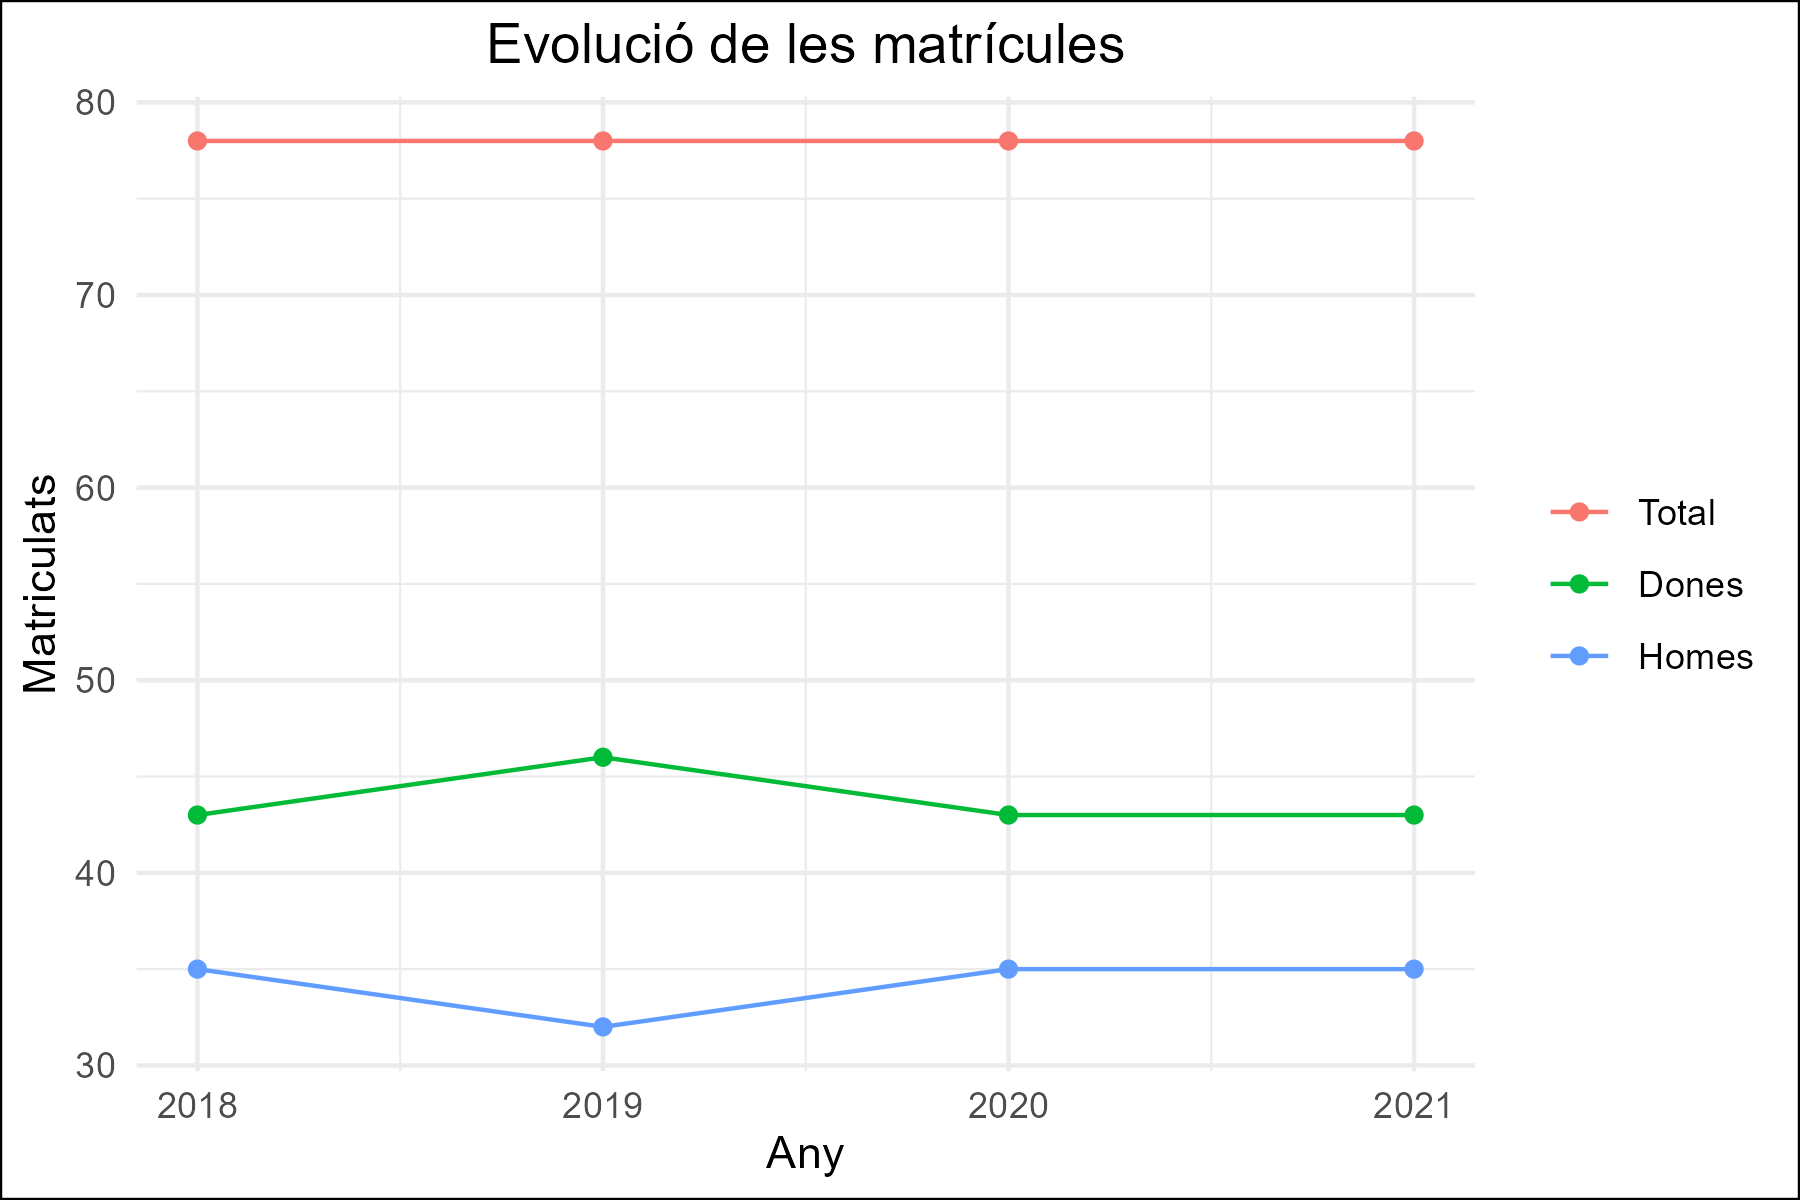 Evolució de les matrícules
80
70
60
50
40
30
Matriculats
2018 2019 2020 2021
Any
Total
Dones
Homes